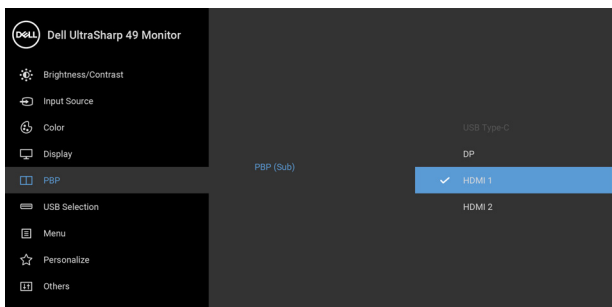 DELL
Dell UltraSharp 49 Monitor
Brightness/Contrast
Input Source
Color
Display
PBP
USB Selection
Menu
Personalize
Others
PBP (Sub)
USB Type-C
DP
HDMI 1
HDMI 2